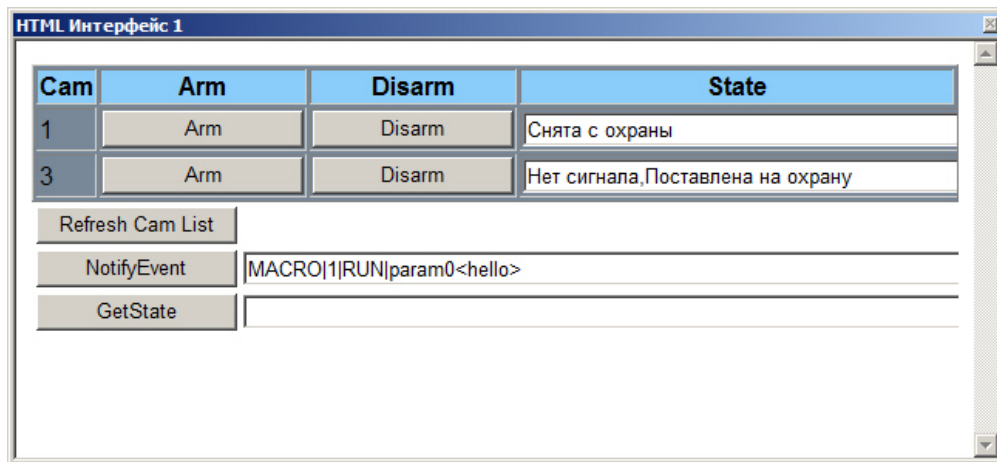 HTML Интерфейс 1
Cam Arm Disarm State
1 Arm Disarm Снята с охраны
3 Arm Disarm Нет сигнала,Поставлена на охрану
Refresh Cam List
NotifyEvent MACRO|1|RUN|param0<hello>
GetState